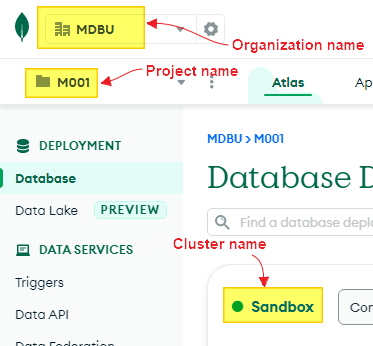 MDBU
Organization name
Project name
M001
Atlas
Ap
DEPLOYMENT
Database
Data Lake PREVIEW
DATA SERVICES
Triggers
Data API
Data Federation
MDBU > M001
Database D
Find a database deplo
Cluster name
Sandbox
Con